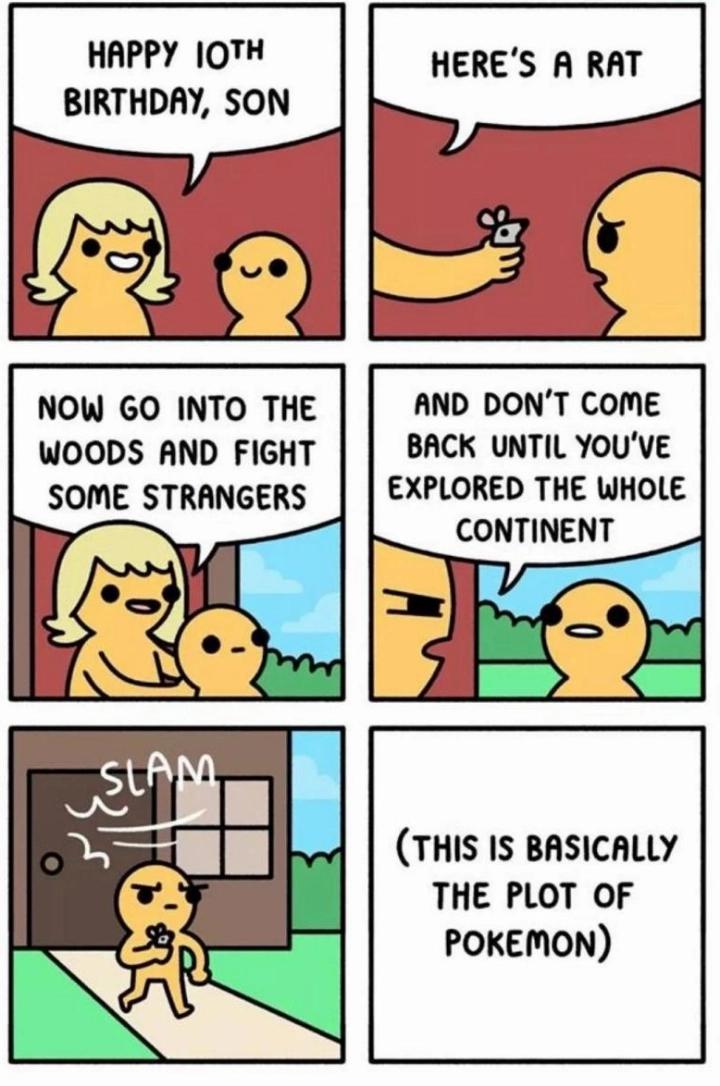 HAPPY 10TH
BIRTHDAY, SON
HERE'S A RAT
NOW GO INTO THE
WOODS AND FIGHT
SOME STRANGERS
AND DON'T COME
BACK UNTIL YOU'VE
EXPLORED THE WHOLE
CONTINENT
SLAM
(THIS IS BASICALLY
THE PLOT OF
POKEMON)